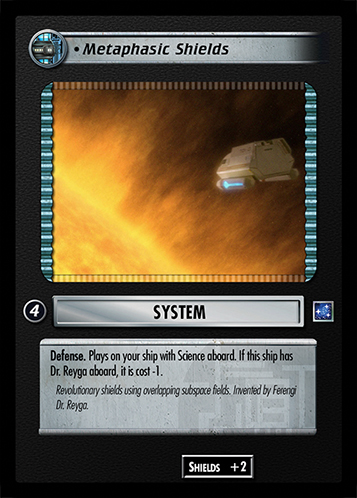 • Metaphasic Shields
4 SYSTEM
Defense. Plays on your ship with Science aboard. If this ship has
Dr. Reyga aboard, it is cost -1.
Revolutionary shields using overlapping subspace fields. Invented by Ferengi
Dr. Reyga.
SHIELDS +2